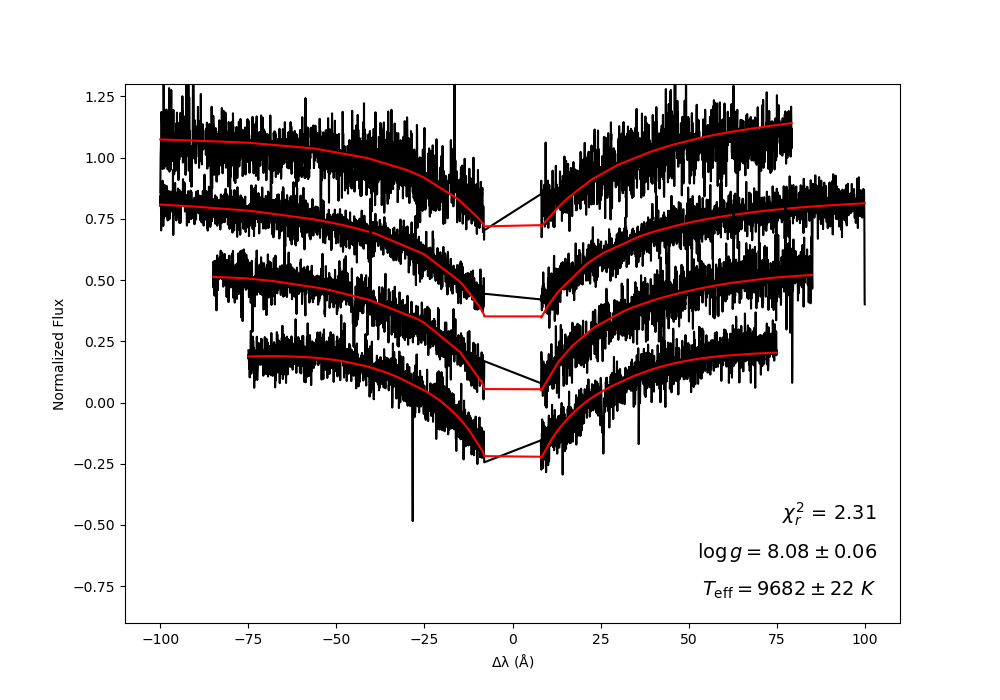 1.25
1.00
0.75
0.50
0.25
0.00
−0.25
−0.50
−0.75
Normalized Flux
χ²ᵣ = 2.31
log g = 8.08 ± 0.06
T_eff = 9682 ± 22 K
−100 −75 −50 −25 0 25 50 75 100
Δλ (Å)